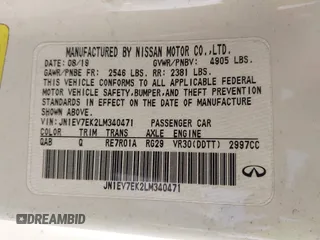 MANUFACTURED BY NISSAN MOTOR CO.,LTD.
DATE: 08/19 GVWR/PNBV: 4905 LBS.
GAWR/PNBE FR: 2546 LBS. RR: 2381 LBS.
THIS VEHICLE CONFORMS TO ALL APPLICABLE FEDERAL
MOTOR VEHICLE SAFETY,BUMPER,AND THEFT PREVENTION
STANDARDS IN EFFECT ON THE DATE OF MANUFACTURE
SHOWN ABOVE.
VIN: JN1EV7EK2LM340471 PASSENGER CAR
COLOR TRIM TRANS AXLE ENGINE
QAB Q RE7R01A RG29 VR30(DDTT) 2997CC
JN1EV7EK2LM340471
INFINITI
DREAMBID